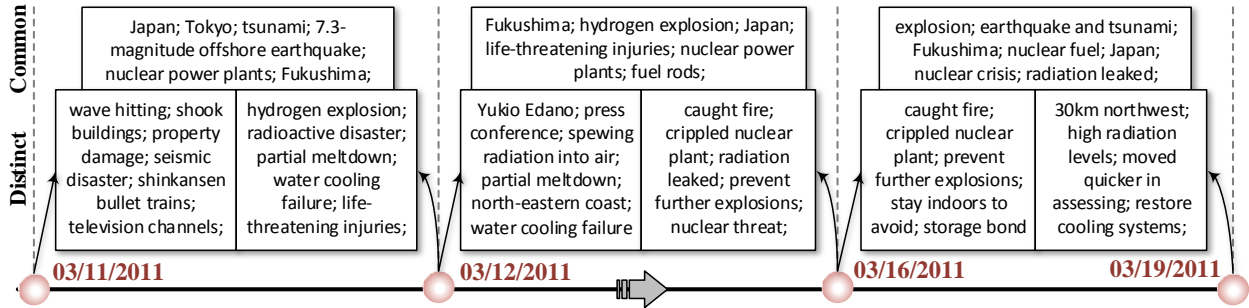 Common
Japan; Tokyo; tsunami; 7.3-
magnitude offshore earthquake;
nuclear power plants; Fukushima;
Fukushima; hydrogen explosion; Japan;
life-threatening injuries; nuclear power
plants; fuel rods;
explosion; earthquake and tsunami;
Fukushima; nuclear fuel; Japan;
nuclear crisis; radiation leaked;
Distinct
wave hitting; shook
buildings; property
damage; seismic
disaster; shinkansen
bullet trains;
television channels;
hydrogen explosion;
radioactive disaster;
partial meltdown;
water cooling
failure; life-
threatening injuries;
Yukio Edano; press
conference; spewing
radiation into air;
partial meltdown;
north-eastern coast;
water cooling failure
caught fire;
crippled nuclear
plant; radiation
leaked; prevent
further explosions;
nuclear threat;
caught fire;
crippled nuclear
plant; prevent
further explosions;
stay indoors to
avoid; storage bond
30km northwest;
high radiation
levels; moved
quicker in
assessing; restore
cooling systems;
03/11/2011
03/12/2011
03/16/2011
03/19/2011